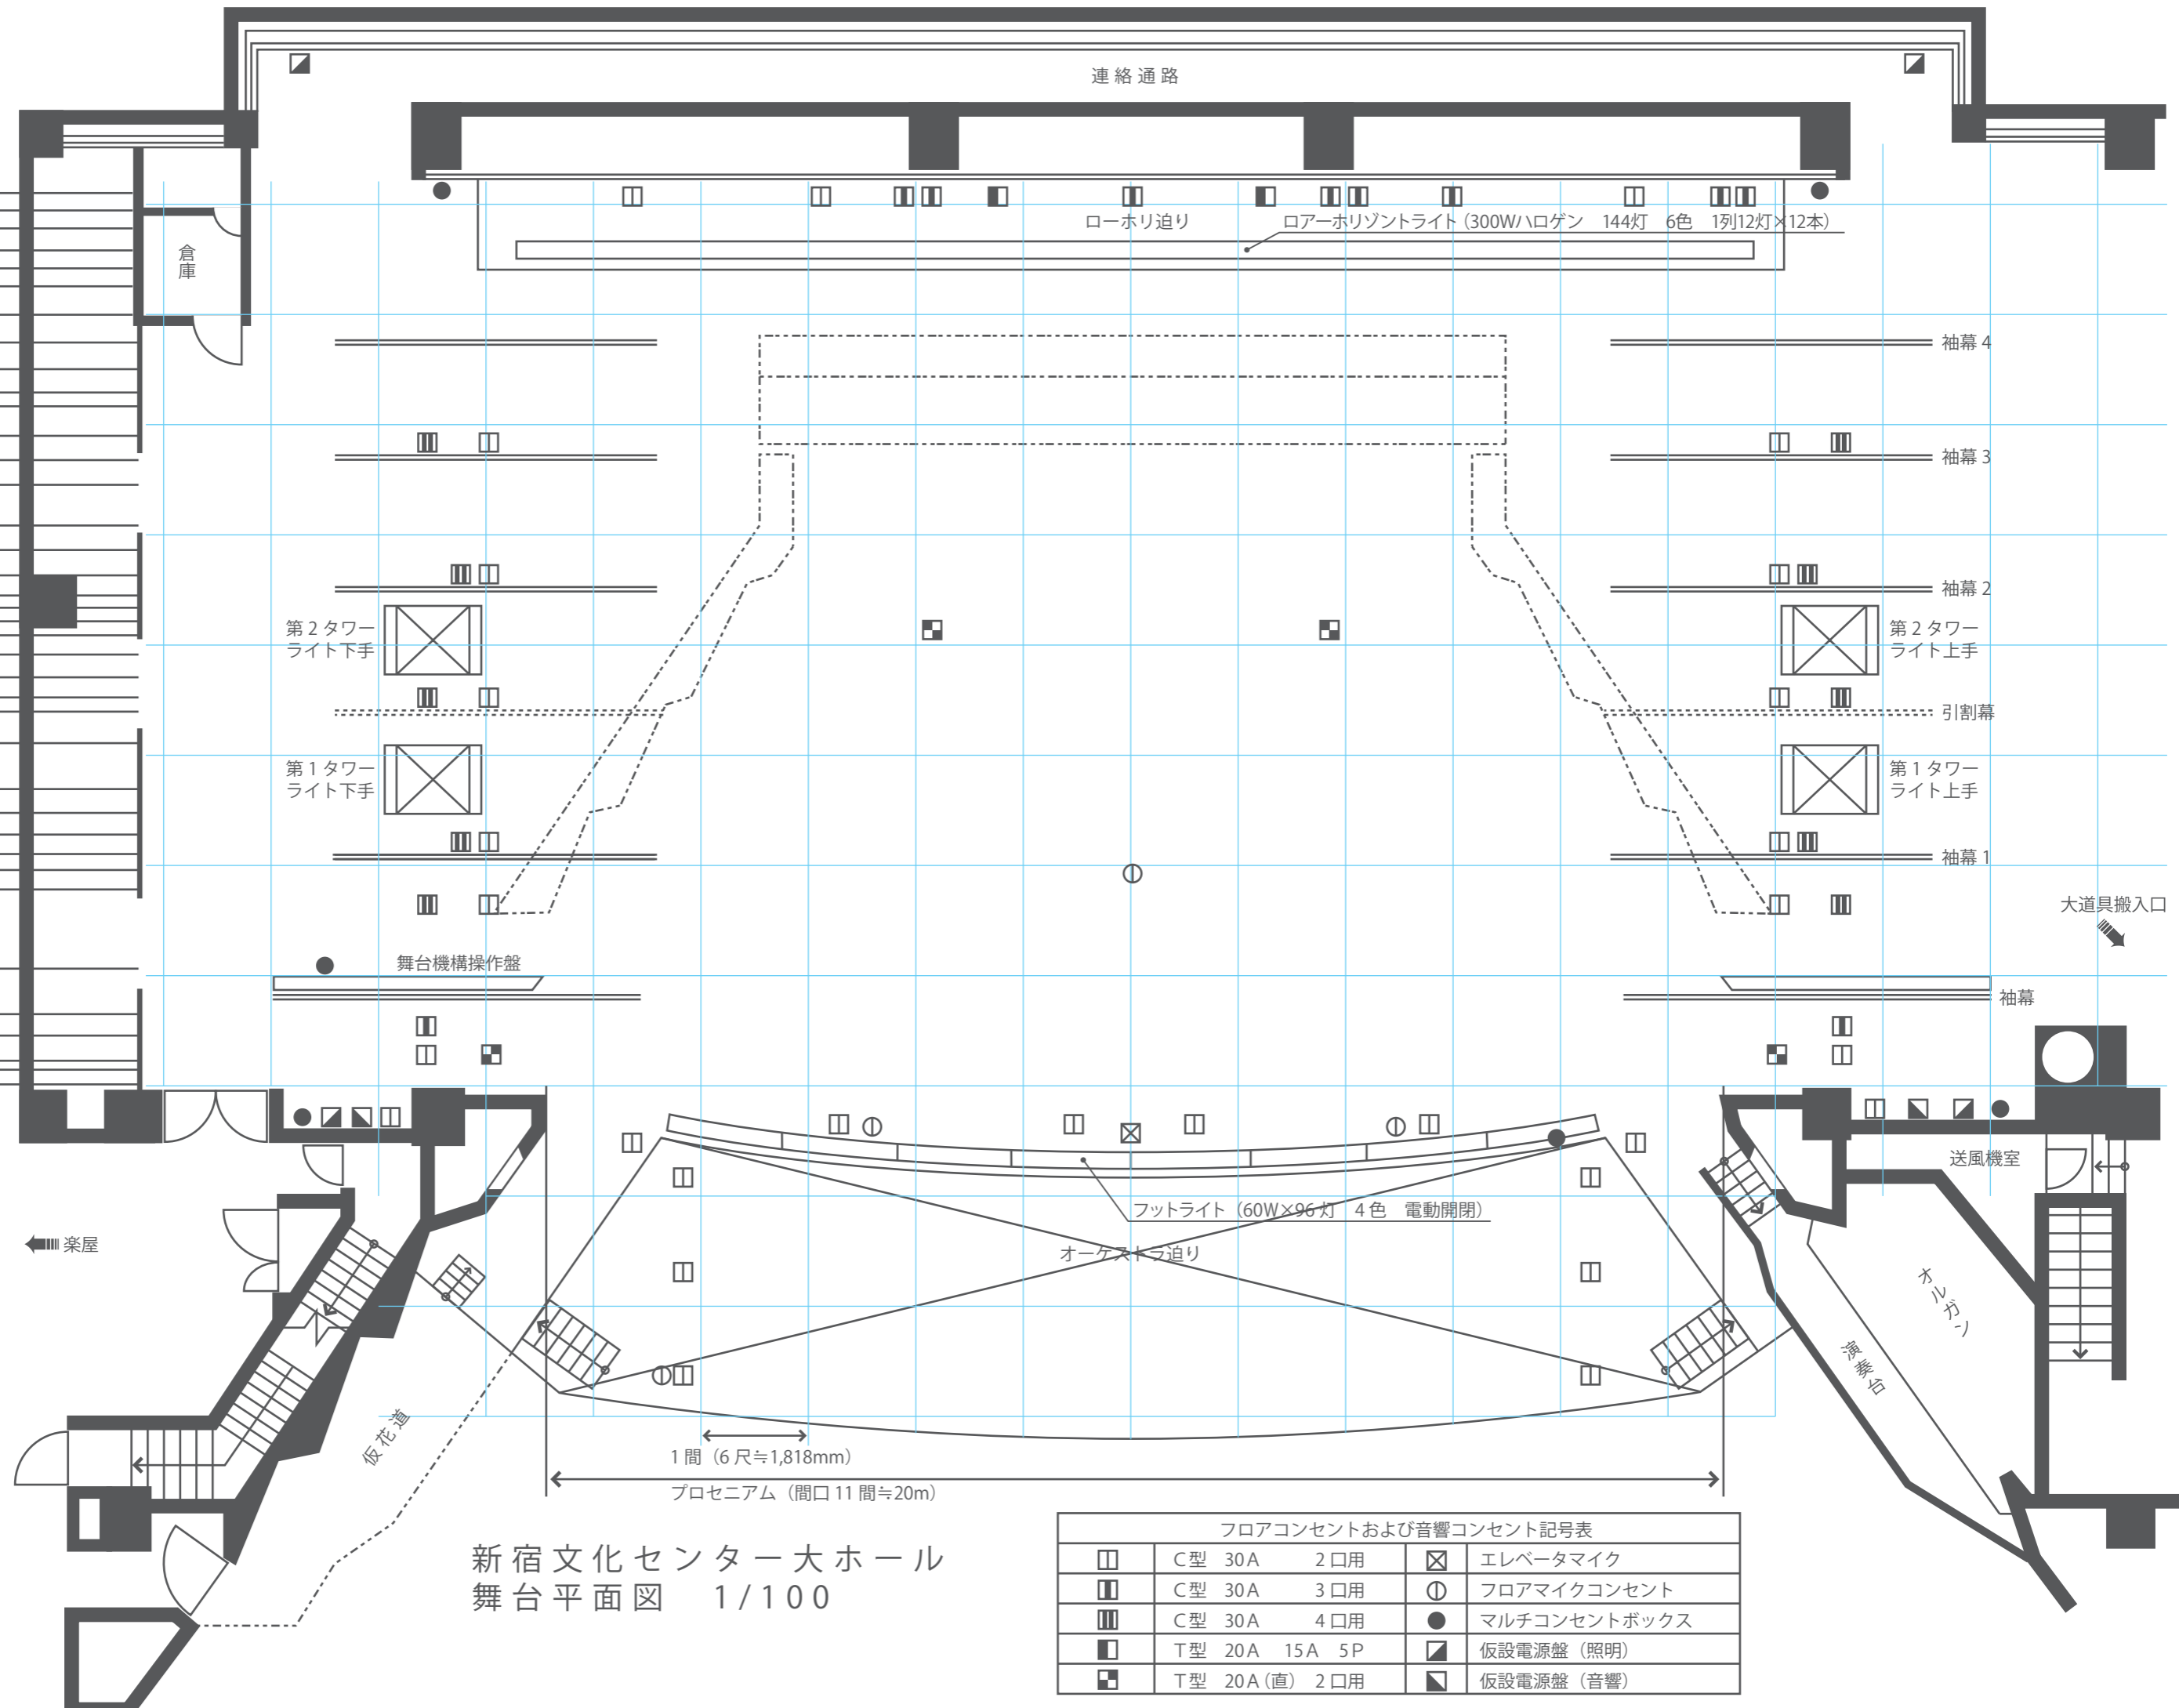 連絡通路
ローホリ迫り
ロアーホリゾントライト（300Wハロゲン　144灯　6色　1列12灯×12本）
倉庫
袖幕 4
袖幕 3
袖幕 2
第 2 タワー
ライト下手
第 2 タワー
ライト上手
引割幕
第 1 タワー
ライト下手
第 1 タワー
ライト上手
袖幕 1
大道具搬入口
舞台機構操作盤
袖幕
送風機室
フットライト（60W×96灯　4色　電動開閉）
楽屋
オーケストラ迫り
オルガン
演奏台
仮花道
1 間（6 尺≒1,818mm）
プロセニアム（間口 11 間≒20m）
新宿文化センター大ホール
舞台平面図　1/100
フロアコンセントおよび音響コンセント記号表
C型　30A　2口用　エレベータマイク
C型　30A　3口用　フロアマイクコンセント
C型　30A　4口用　マルチコンセントボックス
T型　20A　15A　5P　仮設電源盤（照明）
T型　20A（直）　2口用　仮設電源盤（音響）